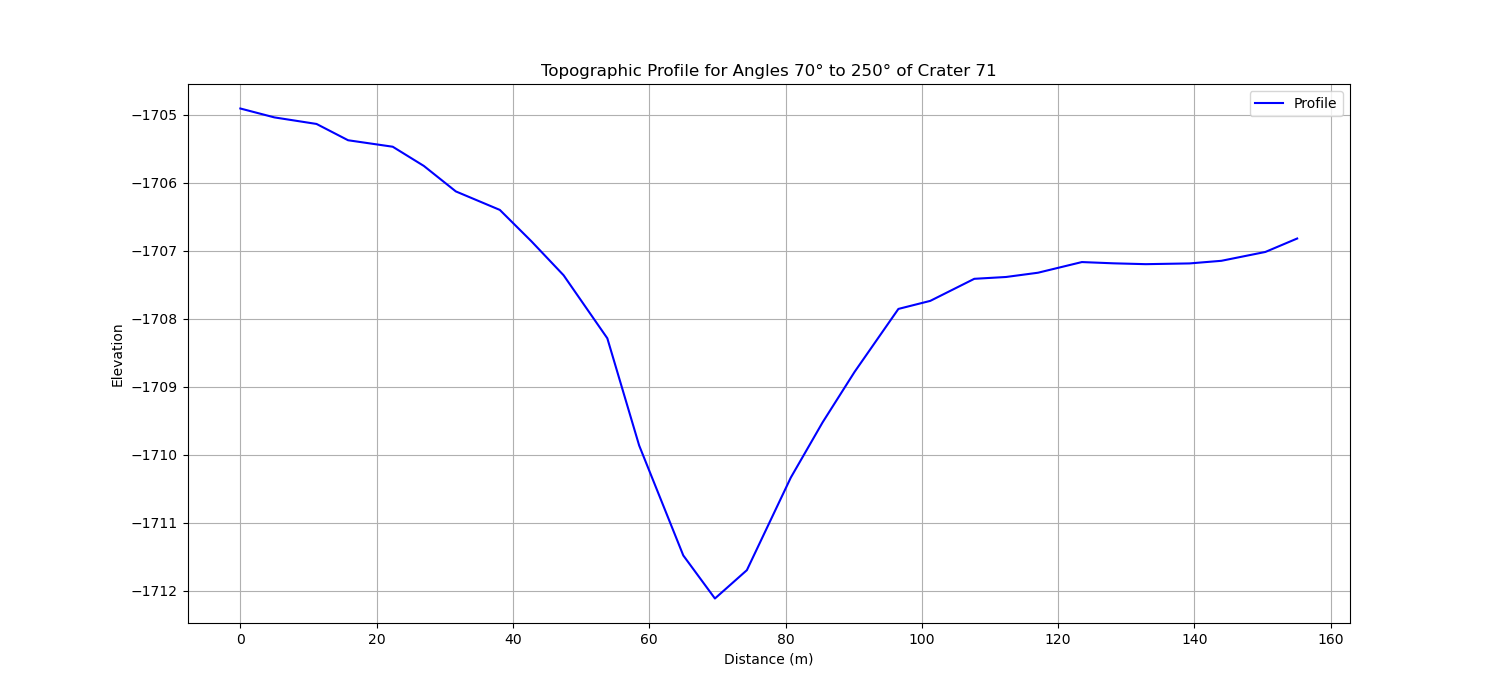 Topographic Profile for Angles 70° to 250° of Crater 71
Profile
−1705
−1706
−1707
−1708
−1709
−1710
−1711
−1712
Elevation
0 20 40 60 80 100 120 140 160
Distance (m)